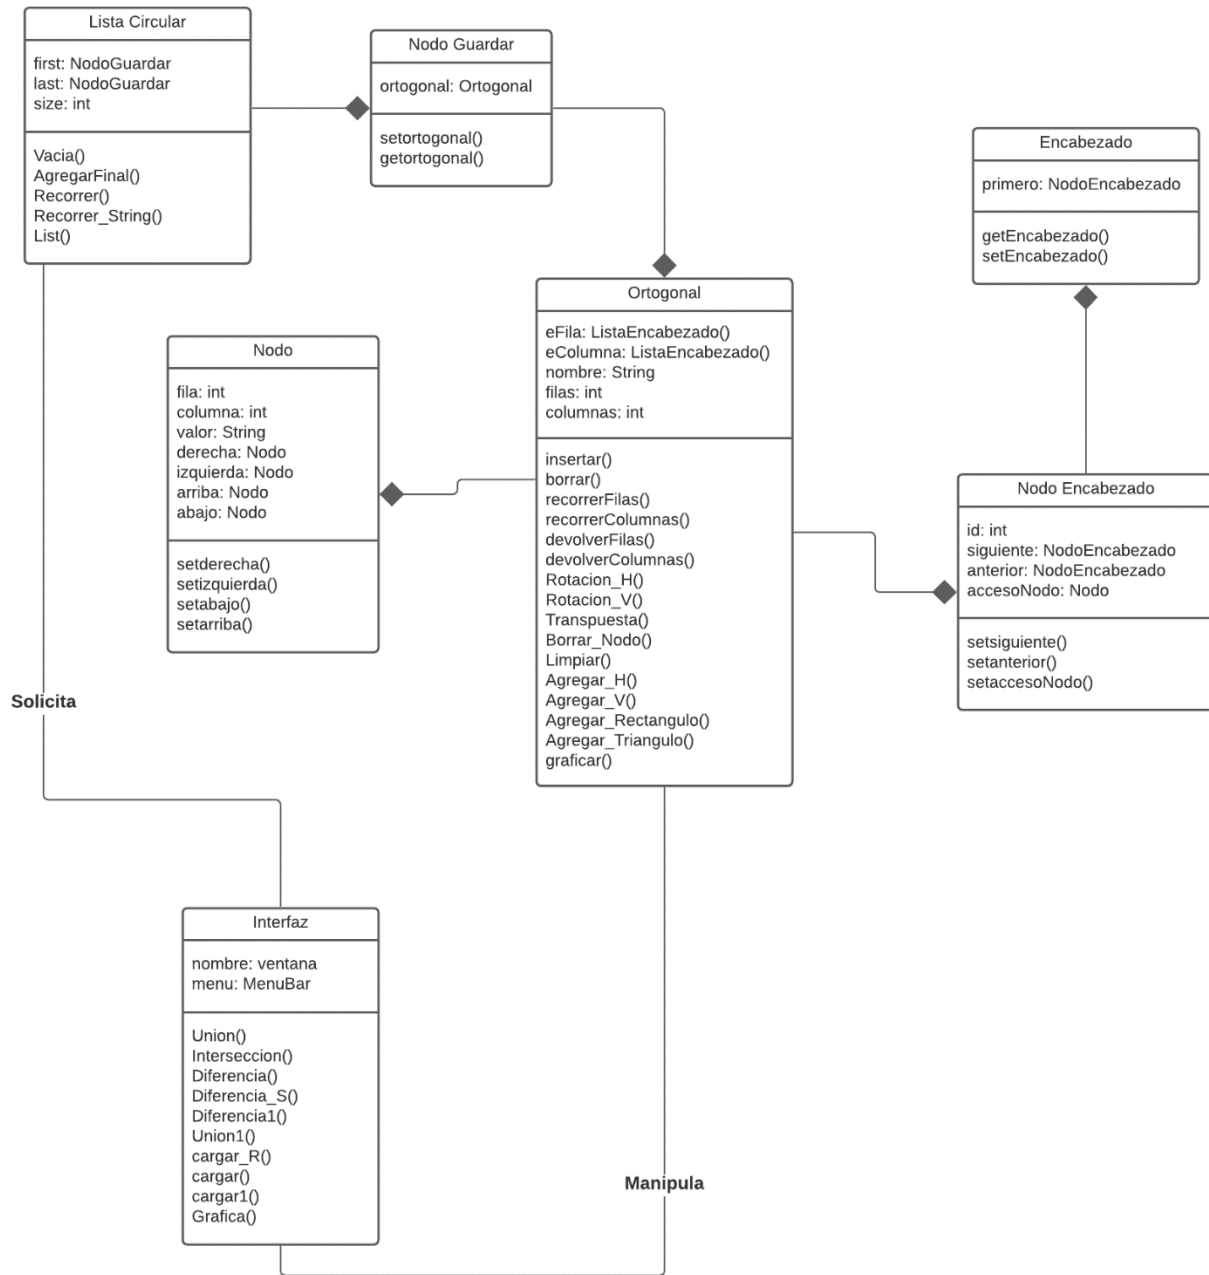 Lista Circular
first: NodoGuardar
last: NodoGuardar
size: int
Vacia()
AgregarFinal()
Recorrer()
Recorrer_String()
List()
Nodo Guardar
ortogonal: Ortogonal
setortogonal()
getortogonal()
Encabezado
primero: NodoEncabezado
getEncabezado()
setEncabezado()
Nodo
fila: int
columna: int
valor: String
derecha: Nodo
izquierda: Nodo
arriba: Nodo
abajo: Nodo
setderecha()
setizquierda()
setabajo()
setarriba()
Ortogonal
eFila: ListaEncabezado()
eColumna: ListaEncabezado()
nombre: String
filas: int
columnas: int
insertar()
borrar()
recorrerFilas()
recorrerColumnas()
devolverFilas()
devolverColumnas()
Rotacion_H()
Rotacion_V()
Transpuesta()
Borrar_Nodo()
Limpiar()
Agregar_H()
Agregar_V()
Agregar_Rectangulo()
Agregar_Triangulo()
graficar()
Nodo Encabezado
id: int
siguiente: NodoEncabezado
anterior: NodoEncabezado
accesoNodo: Nodo
setsiguiente()
setanterior()
setaccesoNodo()
Solicita
Interfaz
nombre: ventana
menu: MenuBar
Union()
Interseccion()
Diferencia()
Diferencia_S()
Diferencia1()
Union1()
cargar_R()
cargar()
cargar1()
Grafica()
Manipula